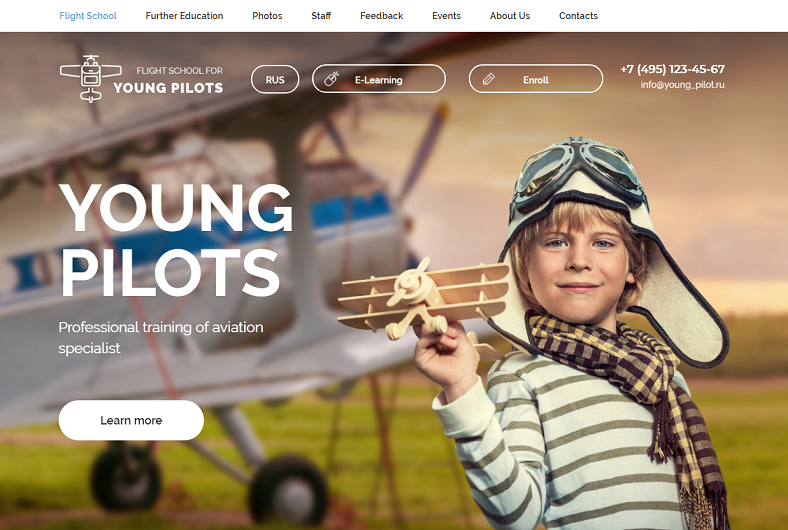 Flight School Further Education Photos Staff Feedback Events About Us Contacts
FLIGHT SCHOOL FOR
YOUNG PILOTS
RUS
E-Learning
Enroll
+7 (495) 123-45-67
info@young_pilot.ru
YOUNG
PILOTS
Professional training of aviation
specialist
Learn more